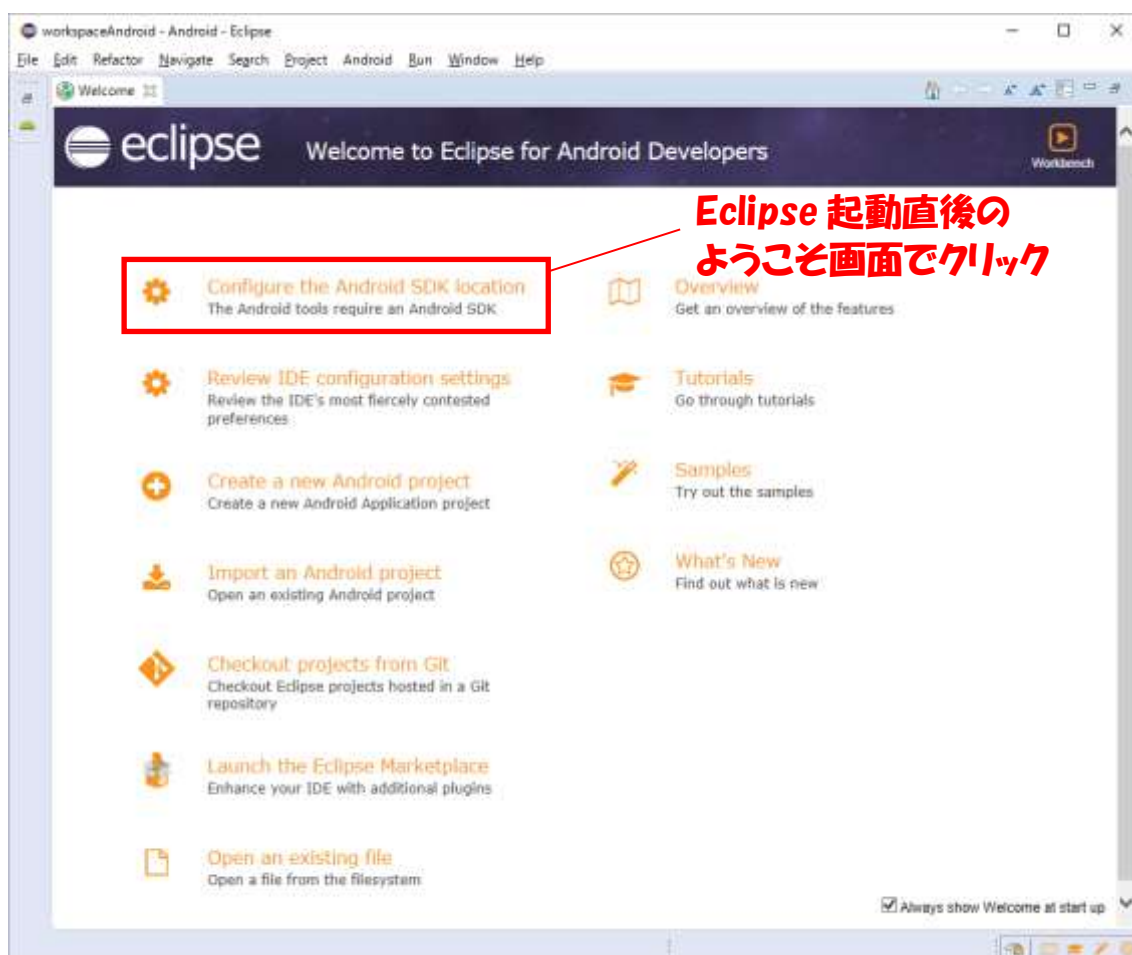 workspaceAndroid - Android - Eclipse
File Edit Refactor Navigate Search Project Android Run Window Help
Welcome
eclipse Welcome to Eclipse for Android Developers
Workbench
Eclipse 起動直後の
ようこそ画面でクリック
Configure the Android SDK location
The Android tools require an Android SDK
Overview
Get an overview of the features
Review IDE configuration settings
Review the IDE's most fiercely contested
preferences
Tutorials
Go through tutorials
Create a new Android project
Create a new Android Application project
Samples
Try out the samples
Import an Android project
Open an existing Android project
What's New
Find out what is new
Checkout projects from Git
Checkout Eclipse projects hosted in a Git
repository
Launch the Eclipse Marketplace
Enhance your IDE with additional plugins
Open an existing file
Open a file from the filesystem
Always show Welcome at start up